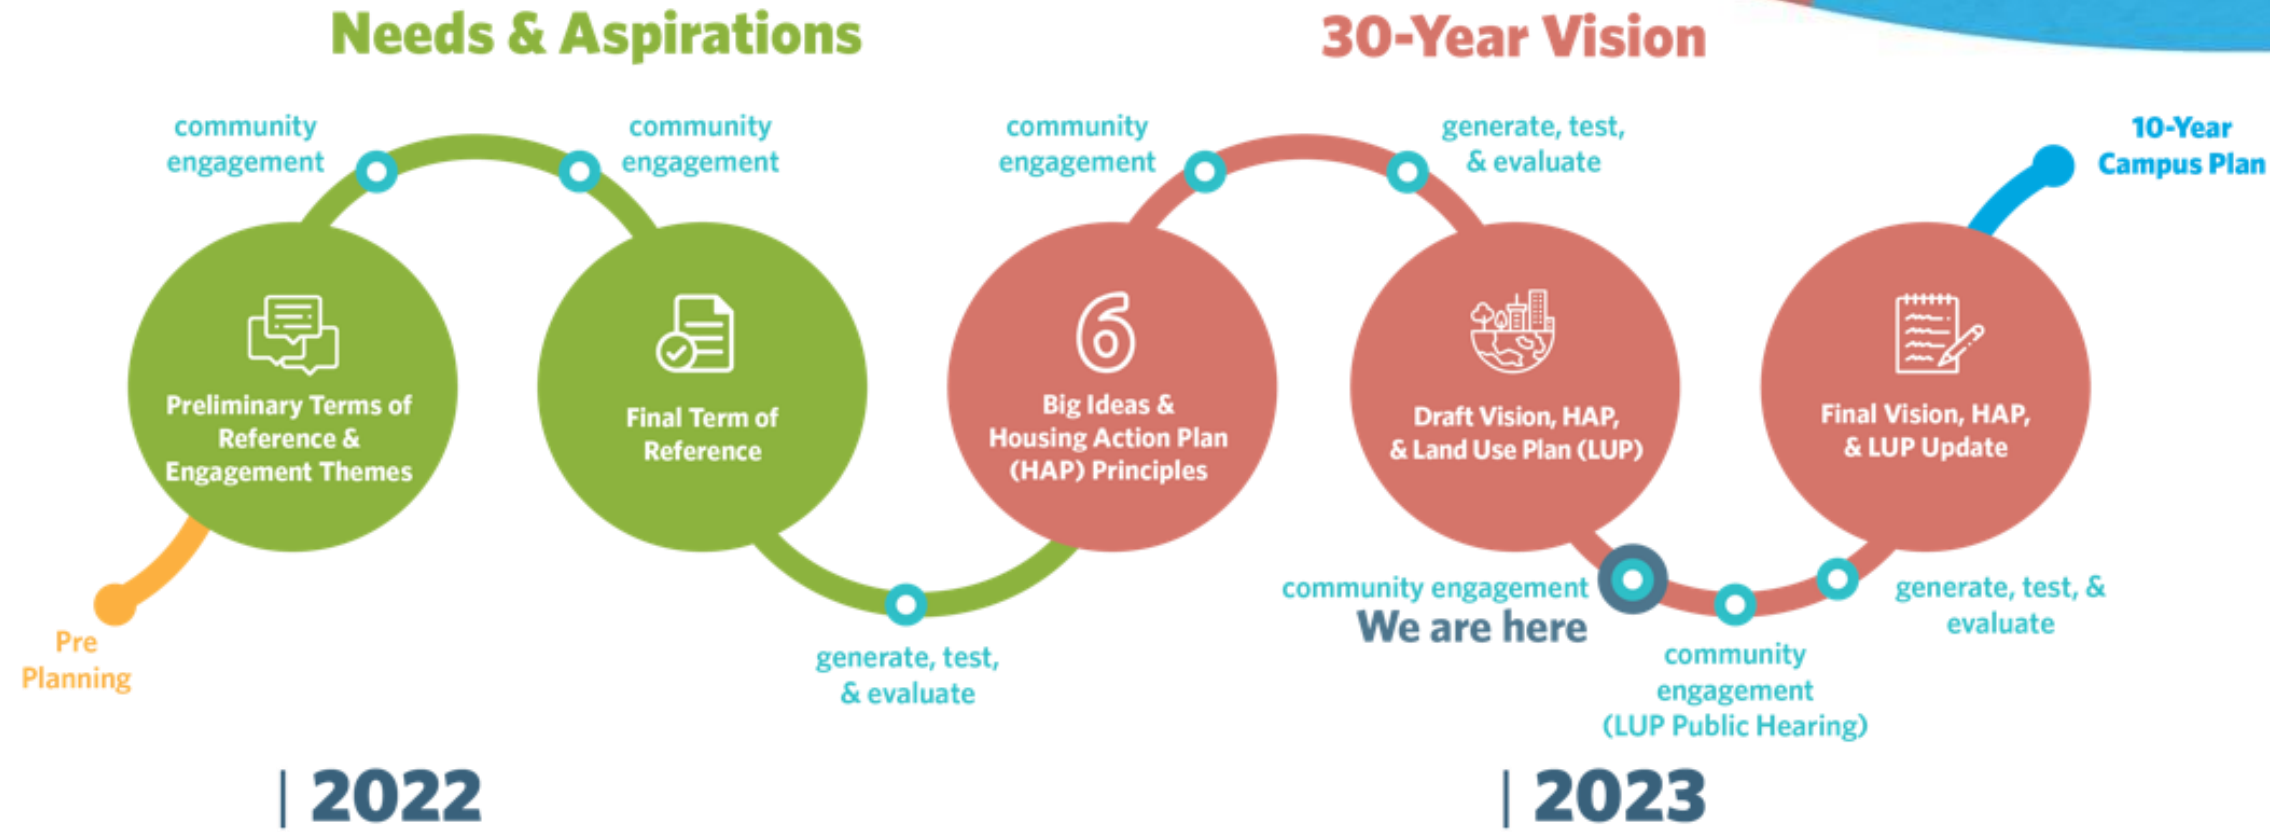 Needs & Aspirations
30-Year Vision
community
engagement
community
engagement
community
engagement
generate, test,
& evaluate
10-Year
Campus Plan
Preliminary Terms of
Reference &
Engagement Themes
Final Term of
Reference
6
Big Ideas &
Housing Action Plan
(HAP) Principles
Draft Vision, HAP,
& Land Use Plan (LUP)
Final Vision, HAP,
& LUP Update
Pre
Planning
generate, test,
& evaluate
community engagement
We are here
community
engagement
(LUP Public Hearing)
generate, test, &
evaluate
| 2022
| 2023